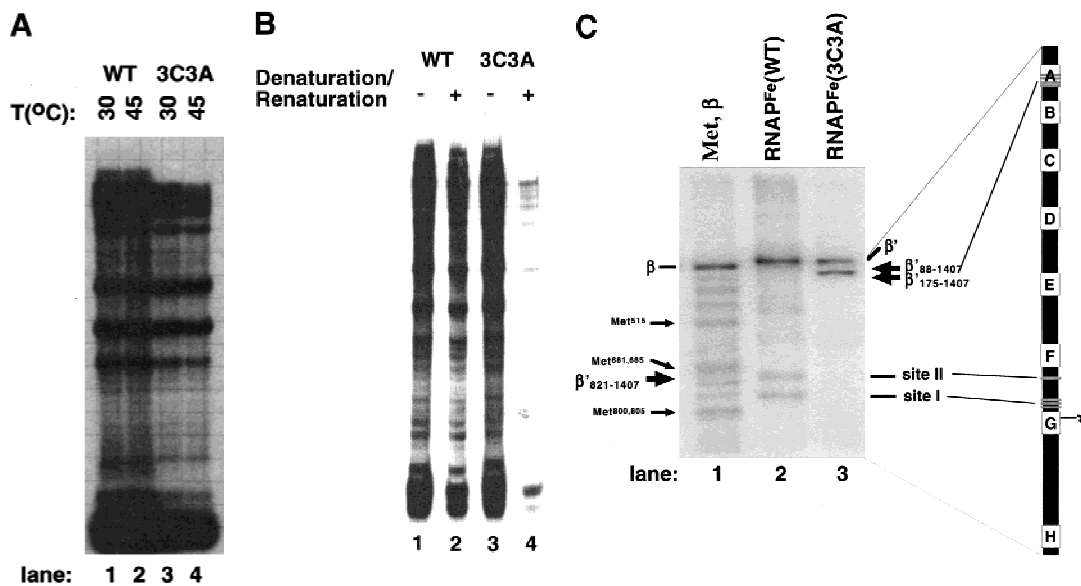 A
WT 3C3A
T(°C): 30 45 30 45
lane: 1 2 3 4
B
WT 3C3A
Denaturation/
Renaturation - + - +
1 2 3 4
C
Met, β RNAPFe(WT) RNAPFe(3C3A)
β
β'
β'88-1407
β'175-1407
Met515
Met681,685
β'821-1407
Met800,805
site II
site I
lane: 1 2 3
A
B
C
D
E
F
G
H